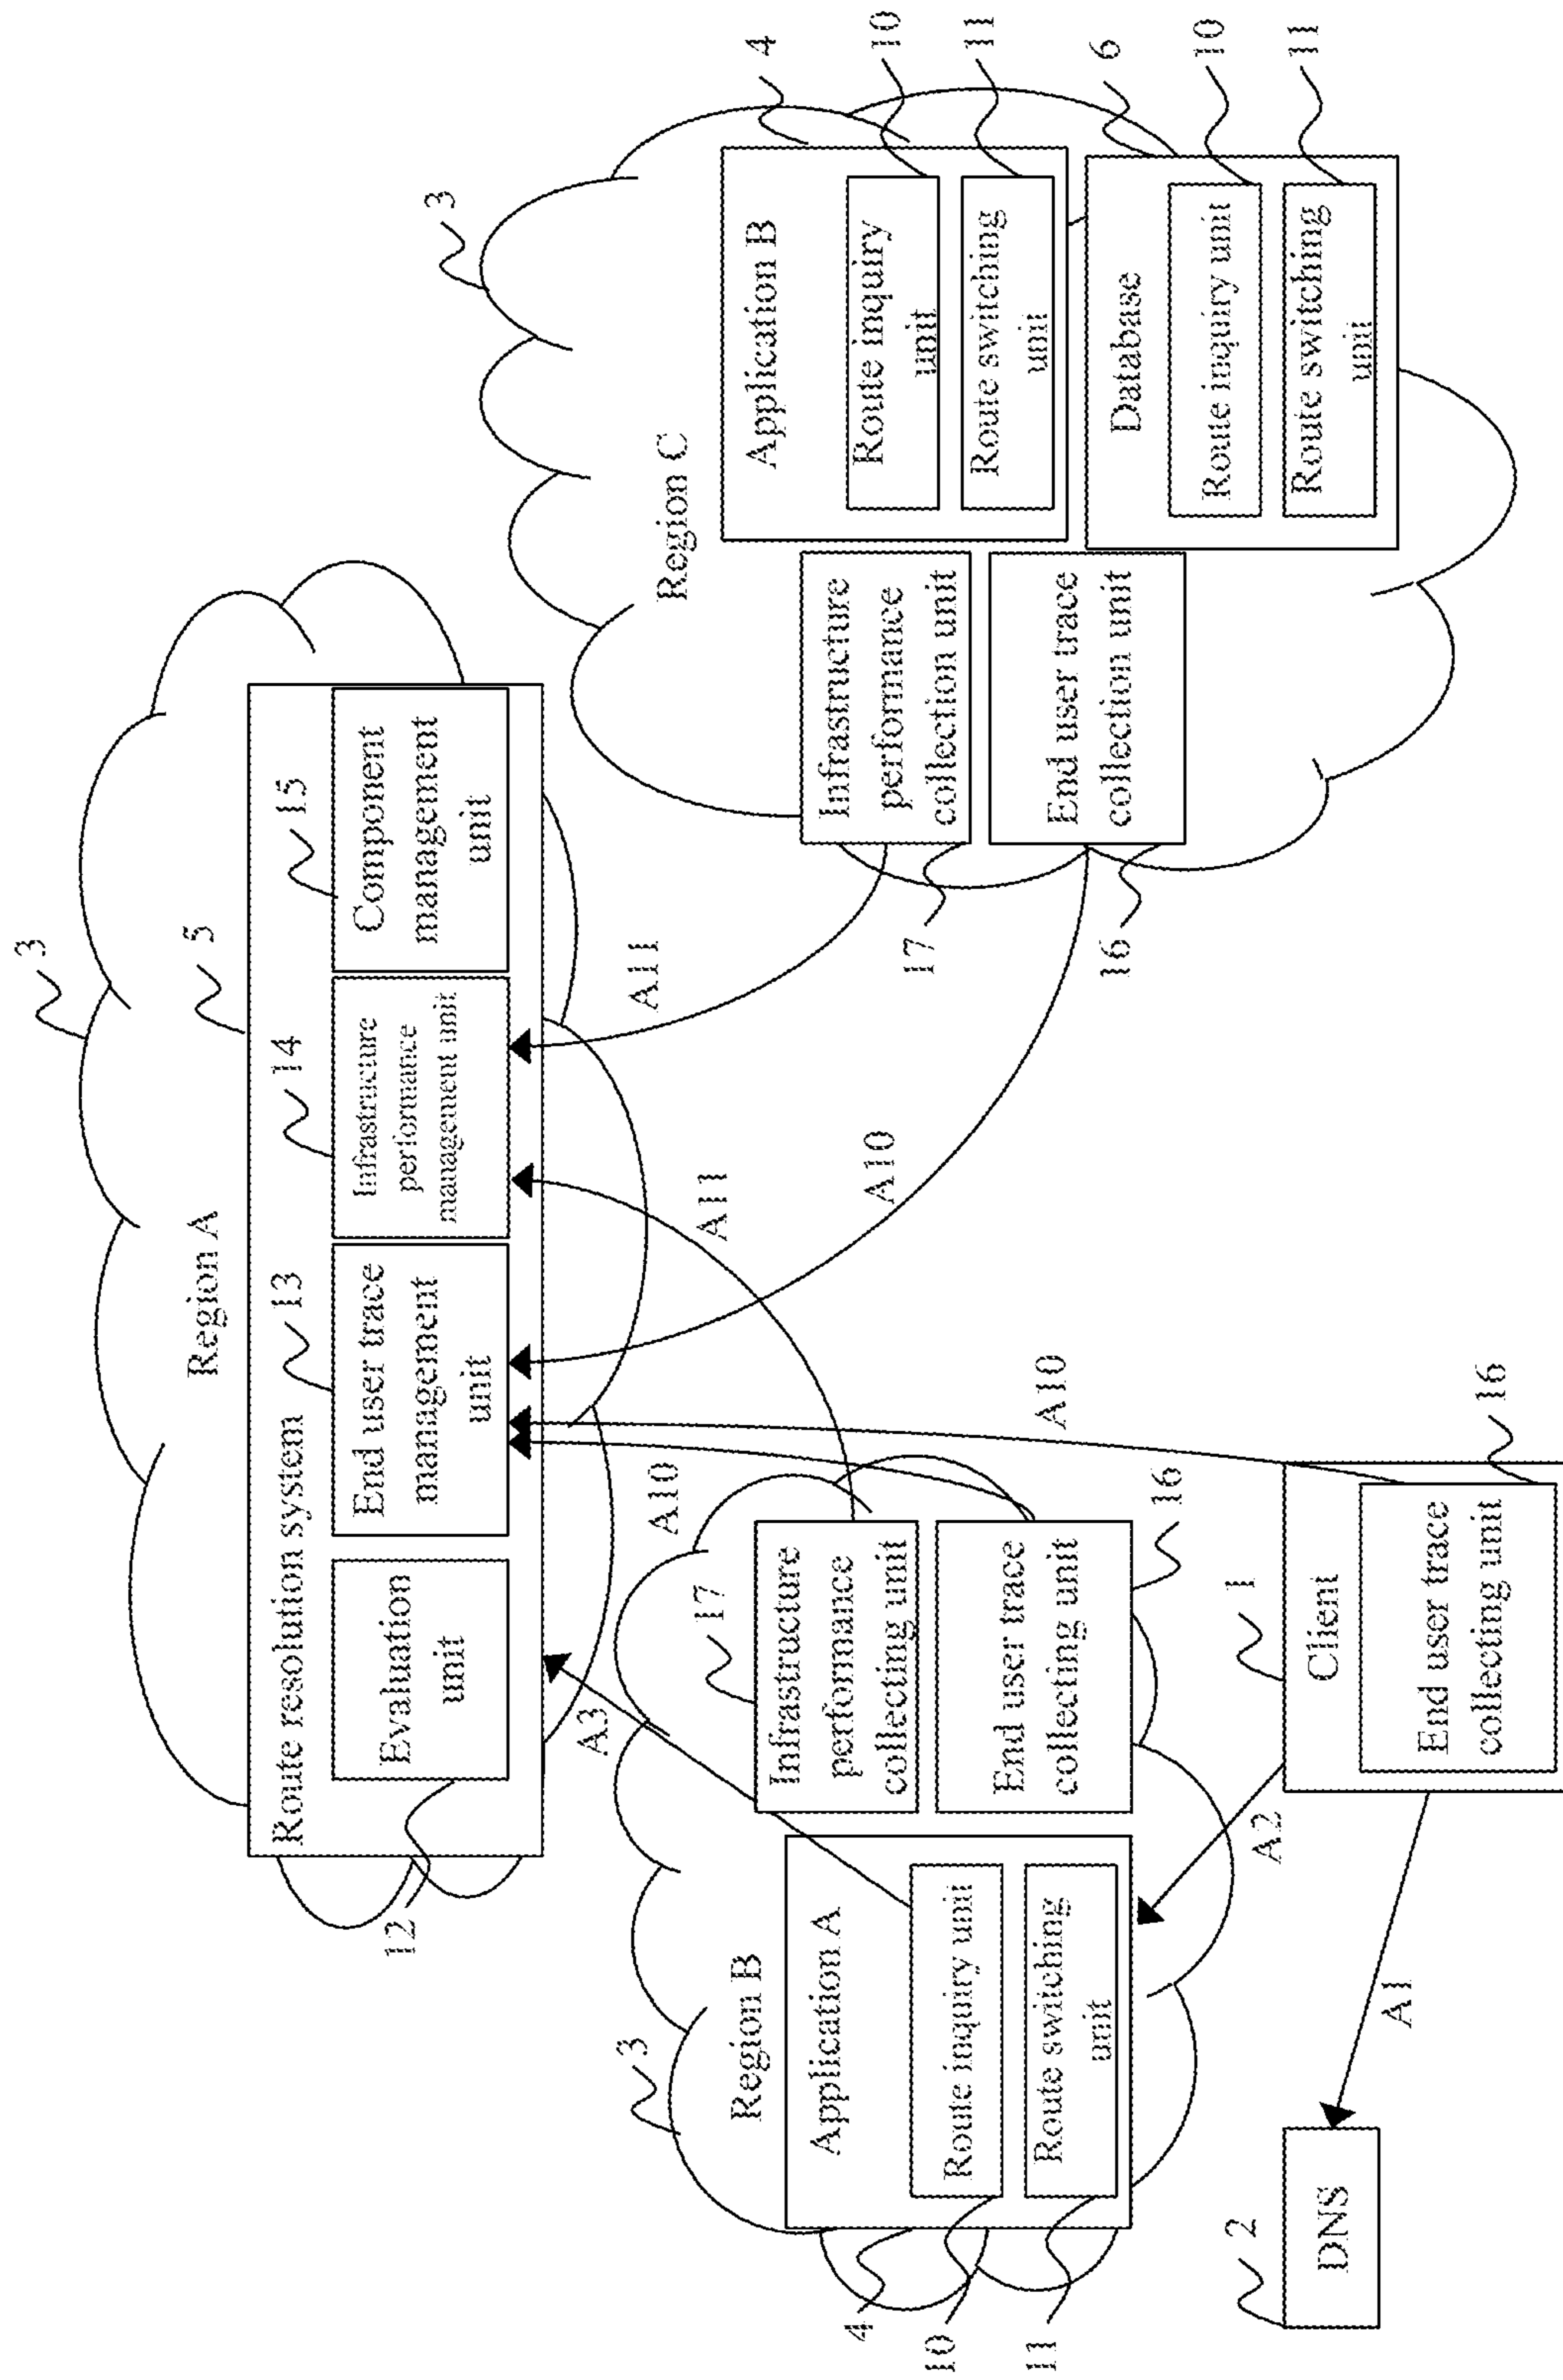 3
Region A
5
Route resolution system
13
14
15
12
Evaluation
unit
End user trace
management
unit
Infrastructure
performance
management unit
Component
management
unit
A3
A10
A11
A10
A11
3
Region B
17
Application A
Route inquiry unit
Route switching
unit
4
10
11
Infrastructure
performance
collecting unit
End user trace
collecting unit
16
A10
3
Region C
Infrastructure
performance
collection unit
End user trace
collection unit
17
16
Application B
Route inquiry
unit
Route switching
unit
4
10
11
Database
Route inquiry unit
Route switching
unit
6
10
11
2
DNS
A1
A2
1
Client
End user trace
collecting unit
16